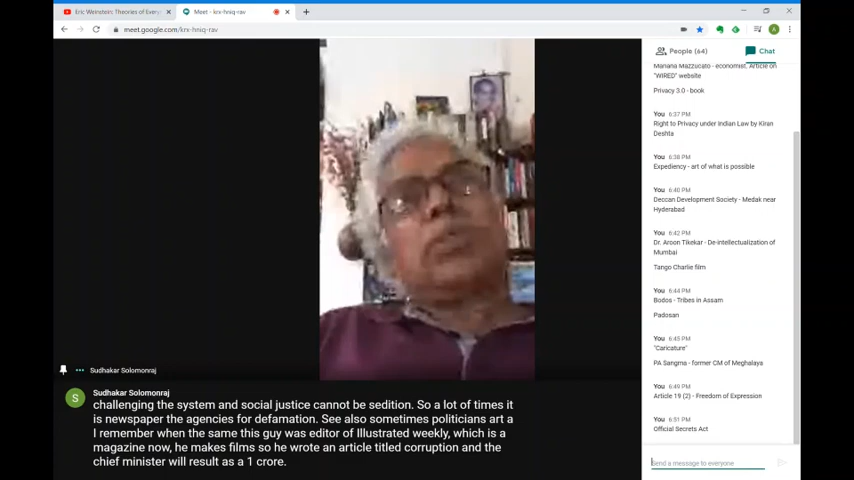 Eric Weinstein: Theories of Every
Meet - krx-hniq-rav
meet.google.com/krx-hniq-rav
People (64)
Chat
Mariana Mazzucato - economist, Article on
"WIRED" website
Privacy 3.0 - book
You 6:37 PM
Right to Privacy under Indian Law by Kiran
Deshta
You 6:38 PM
Expediency - art of what is possible
You 6:40 PM
Deccan Development Society - Medak near
Hyderabad
You 6:42 PM
Dr. Aroon Tikekar - De-intellectualization of
Mumbai
Tango Charlie film
You 6:44 PM
Bodos - Tribes in Assam
Padosan
You 6:45 PM
"Caricature"
PA Sangma - former CM of Meghalaya
You 6:49 PM
Article 19 (2) - Freedom of Expression
You 6:51 PM
Official Secrets Act
Send a message to everyone
Sudhakar Solomonraj
S
Sudhakar Solomonraj
challenging the system and social justice cannot be sedition. So a lot of times it
is newspaper the agencies for defamation. See also sometimes politicians art a
I remember when the same this guy was editor of Illustrated weekly, which is a
magazine now, he makes films so he wrote an article titled corruption and the
chief minister will result as a 1 crore.
A